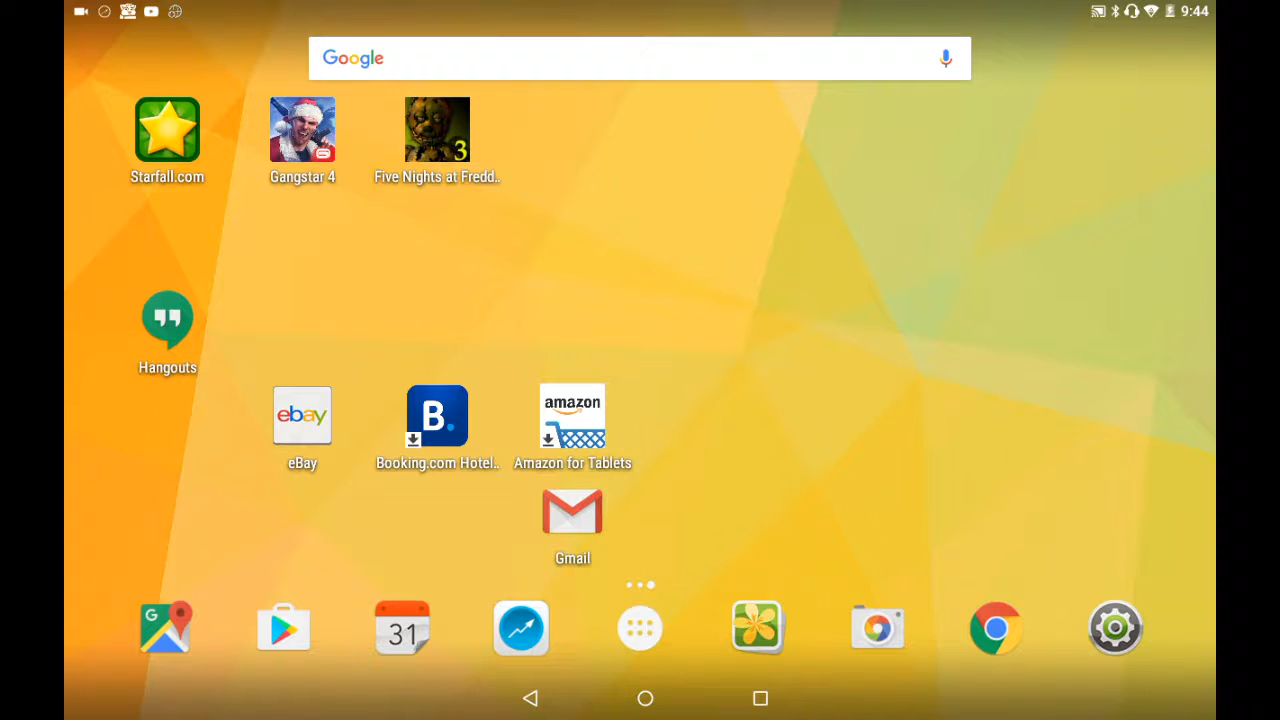 9:44
Google
3
Starfall.com
Gangstar 4
Five Nights at Fredd..
Hangouts
ebay
B.
amazon
eBay
Booking.com Hotel..
Amazon for Tablets
Gmail
G
31